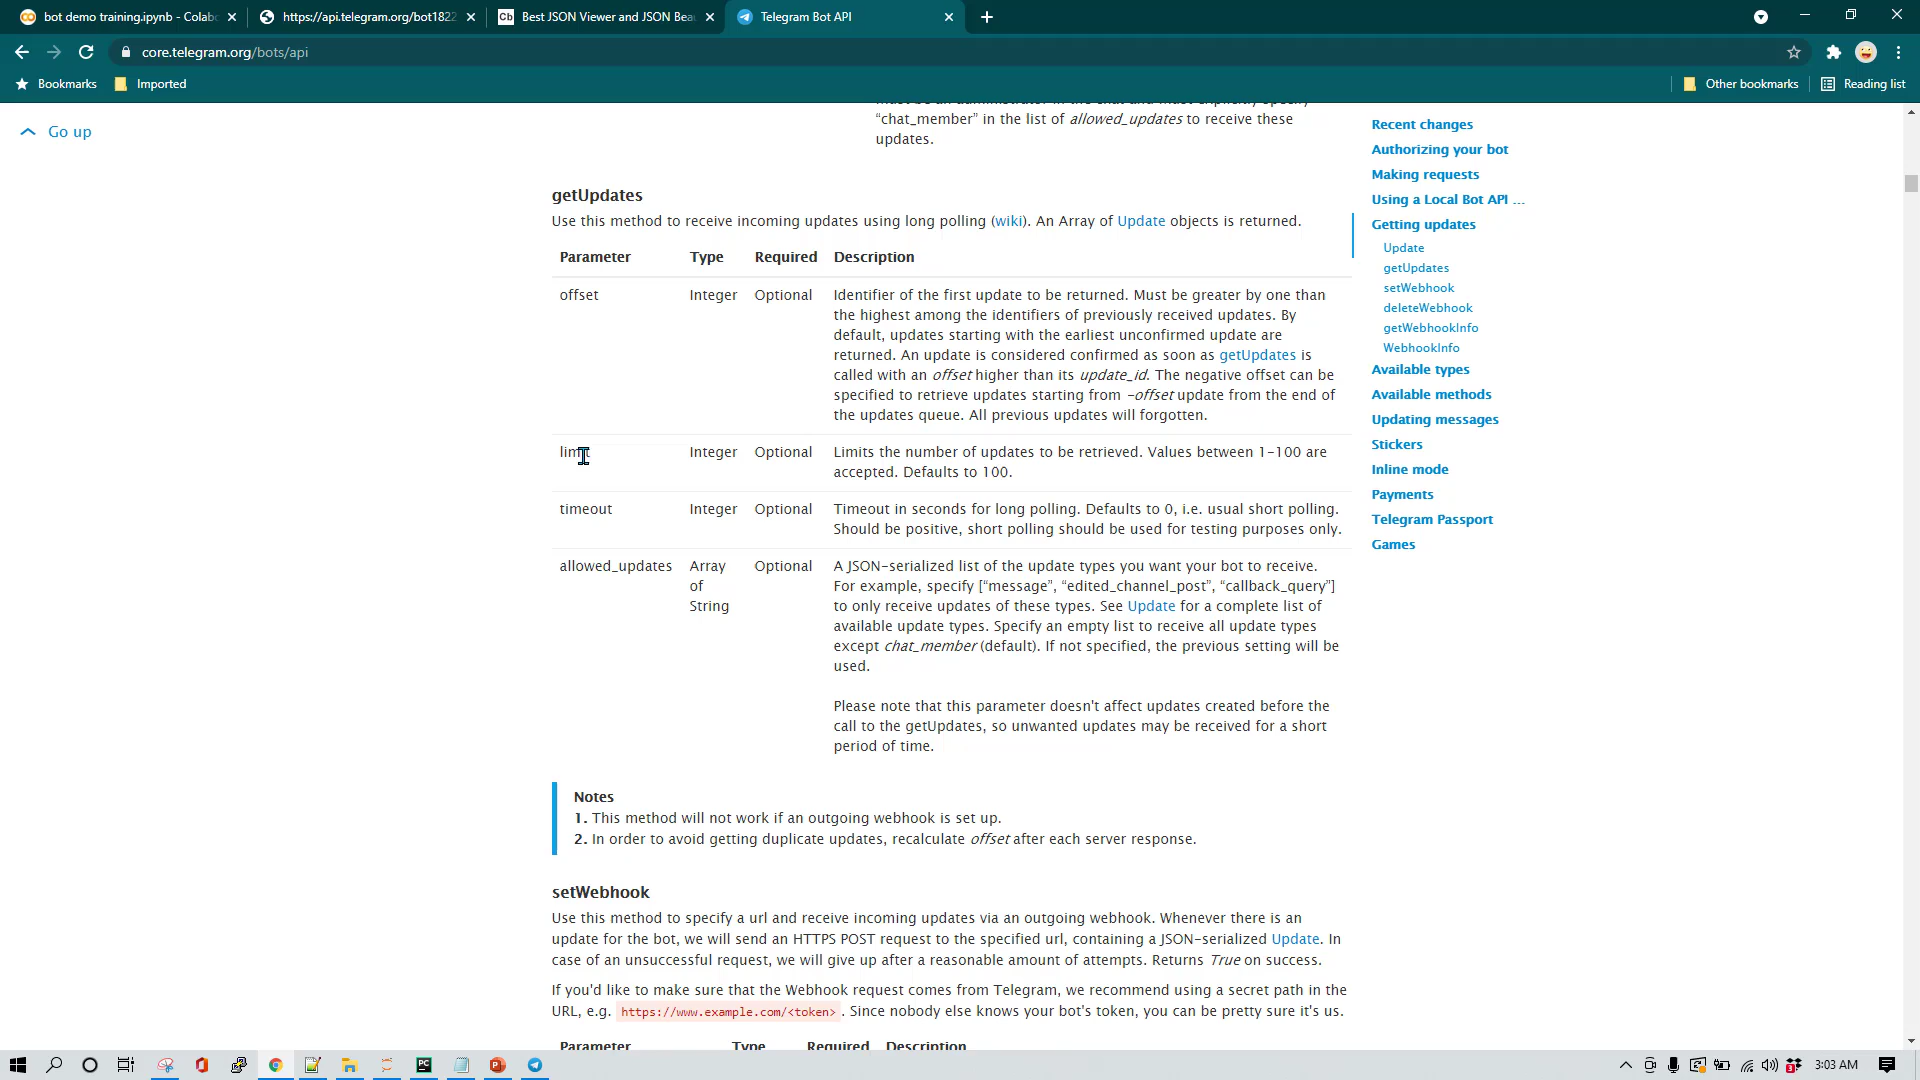 bot demo training.ipynb - Colab
https://api.telegram.org/bot1822
Cb Best JSON Viewer and JSON Bea
Telegram Bot API
core.telegram.org/bots/api
Bookmarks
Imported
Other bookmarks
Reading list
Go up
“chat_member” in the list of allowed_updates to receive these
updates.
getUpdates
Use this method to receive incoming updates using long polling (wiki). An Array of Update objects is returned.
Parameter Type Required Description
offset Integer Optional Identifier of the first update to be returned. Must be greater by one than
the highest among the identifiers of previously received updates. By
default, updates starting with the earliest unconfirmed update are
returned. An update is considered confirmed as soon as getUpdates is
called with an offset higher than its update_id. The negative offset can be
specified to retrieve updates starting from -offset update from the end of
the updates queue. All previous updates will forgotten.
limit Integer Optional Limits the number of updates to be retrieved. Values between 1-100 are
accepted. Defaults to 100.
timeout Integer Optional Timeout in seconds for long polling. Defaults to 0, i.e. usual short polling.
Should be positive, short polling should be used for testing purposes only.
allowed_updates Array of String Optional A JSON-serialized list of the update types you want your bot to receive.
For example, specify [“message”, “edited_channel_post”, “callback_query”]
to only receive updates of these types. See Update for a complete list of
available update types. Specify an empty list to receive all update types
except chat_member (default). If not specified, the previous setting will be
used.
Please note that this parameter doesn't affect updates created before the
call to the getUpdates, so unwanted updates may be received for a short
period of time.
Notes
1. This method will not work if an outgoing webhook is set up.
2. In order to avoid getting duplicate updates, recalculate offset after each server response.
setWebhook
Use this method to specify a url and receive incoming updates via an outgoing webhook. Whenever there is an
update for the bot, we will send an HTTPS POST request to the specified url, containing a JSON-serialized Update. In
case of an unsuccessful request, we will give up after a reasonable amount of attempts. Returns True on success.
If you'd like to make sure that the Webhook request comes from Telegram, we recommend using a secret path in the
URL, e.g. https://www.example.com/<token>. Since nobody else knows your bot's token, you can be pretty sure it's us.
Parameter Type Required Description
Recent changes
Authorizing your bot
Making requests
Using a Local Bot API ...
Getting updates
Update
getUpdates
setWebhook
deleteWebhook
getWebhookInfo
WebhookInfo
Available types
Available methods
Updating messages
Stickers
Inline mode
Payments
Telegram Passport
Games
3:03 AM